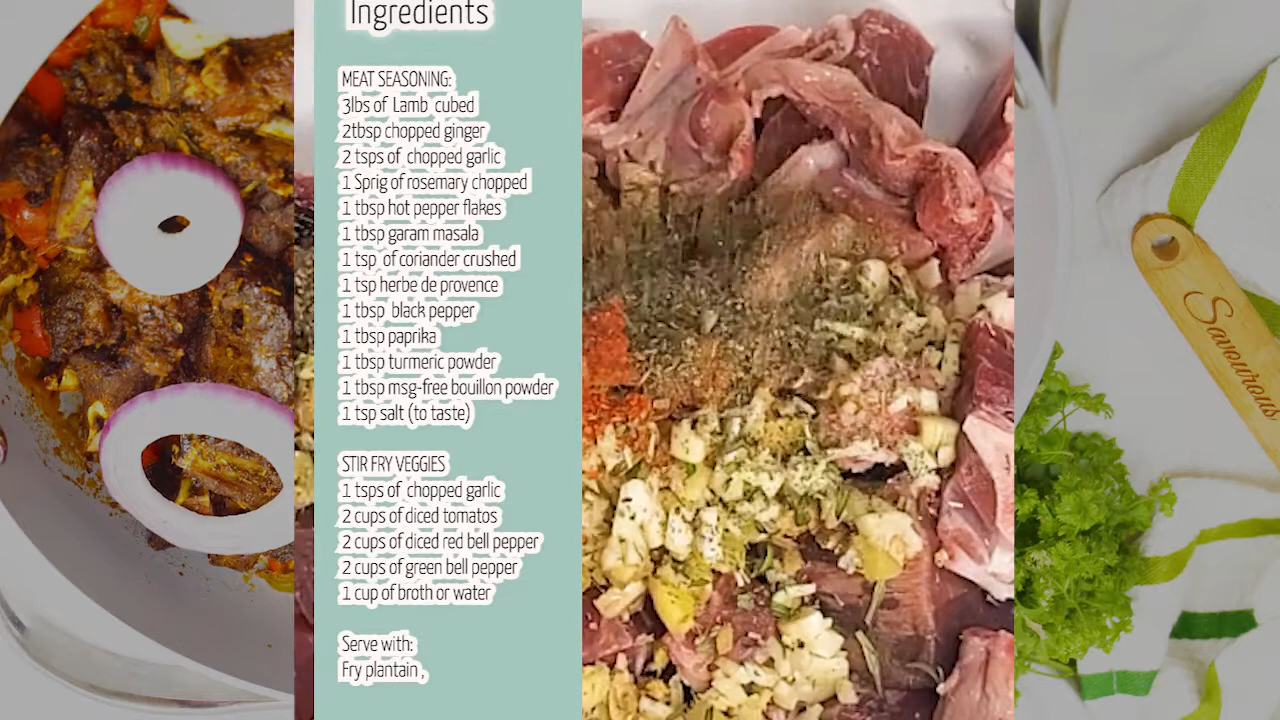 Ingredients
MEAT SEASONING:
3lbs of Lamb cubed
2tbsp chopped ginger
2 tsps of chopped garlic
1 Sprig of rosemary chopped
1 tbsp hot pepper flakes
1 tbsp garam masala
1 tsp of coriander crushed
1 tsp herbe de provence
1 tbsp black pepper
1 tbsp paprika
1 tbsp turmeric powder
1 tbsp msg-free bouillon powder
1 tsp salt (to taste)
STIR FRY VEGGIES
1 tsps of chopped garlic
2 cups of diced tomatos
2 cups of diced red bell pepper
2 cups of green bell pepper
1 cup of broth or water
Serve with:
Fry plantain ,
Savourous